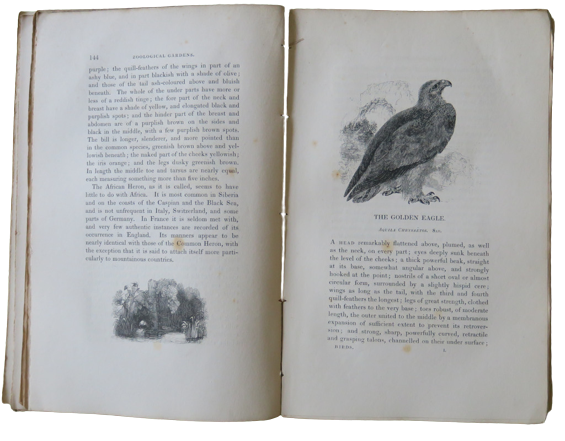 144 ZOOLOGICAL GARDENS.
purple; the quill-feathers of the wings in part of an
ashy blue, and in part blackish with a shade of olive;
and those of the tail ash-coloured above and bluish
beneath. The whole of the under parts have more or
less of a reddish tinge; the fore part of the neck and
breast have a shade of yellow, and elongated black and
purplish spots; and the hinder part of the breast and
abdomen are of a purplish brown on the sides and
black in the middle, with a few purplish brown spots.
The bill is longer, slenderer, and more pointed than
in the common species, greenish brown above and yel-
lowish beneath; the naked part of the cheeks yellowish;
the iris orange; and the legs dusky greenish brown.
In length the middle toe and tarsus are nearly equal,
each measuring something more than five inches.
The African Heron, as it is called, seems to have
little to do with Africa. It is most common in Siberia
and on the coasts of the Caspian and the Black Sea,
and is not unfrequent in Italy, Switzerland, and some
parts of Germany. In France it is seldom met with,
and very few authentic instances are recorded of its
occurrence in England. Its manners appear to be
nearly identical with those of the Common Heron, with
the exception that it is said to attach itself more parti-
cularly to mountainous countries.
THE GOLDEN EAGLE.
AQUILA CHRYSAETOS.
A HEAD remarkably flattened above, plumed, as well
as the neck, on every part; eyes deeply sunk beneath
the level of the cheeks; a thick powerful beak, straight
at its base, somewhat angular above, and strongly
hooked at the point; nostrils of a short oval or almost
circular form, surrounded by a slightly hispid cere;
wings as long as the tail, with the third and fourth
quill-feathers the longest; legs of great strength, clothed
with feathers to the very base; toes robust, of moderate
length, the outer united to the middle by a membranous
expansion of sufficient extent to prevent its retrover-
sion; and strong, sharp, powerfully curved, retractile
and grasping talons, channelled on their under surface;
BIRDS. L